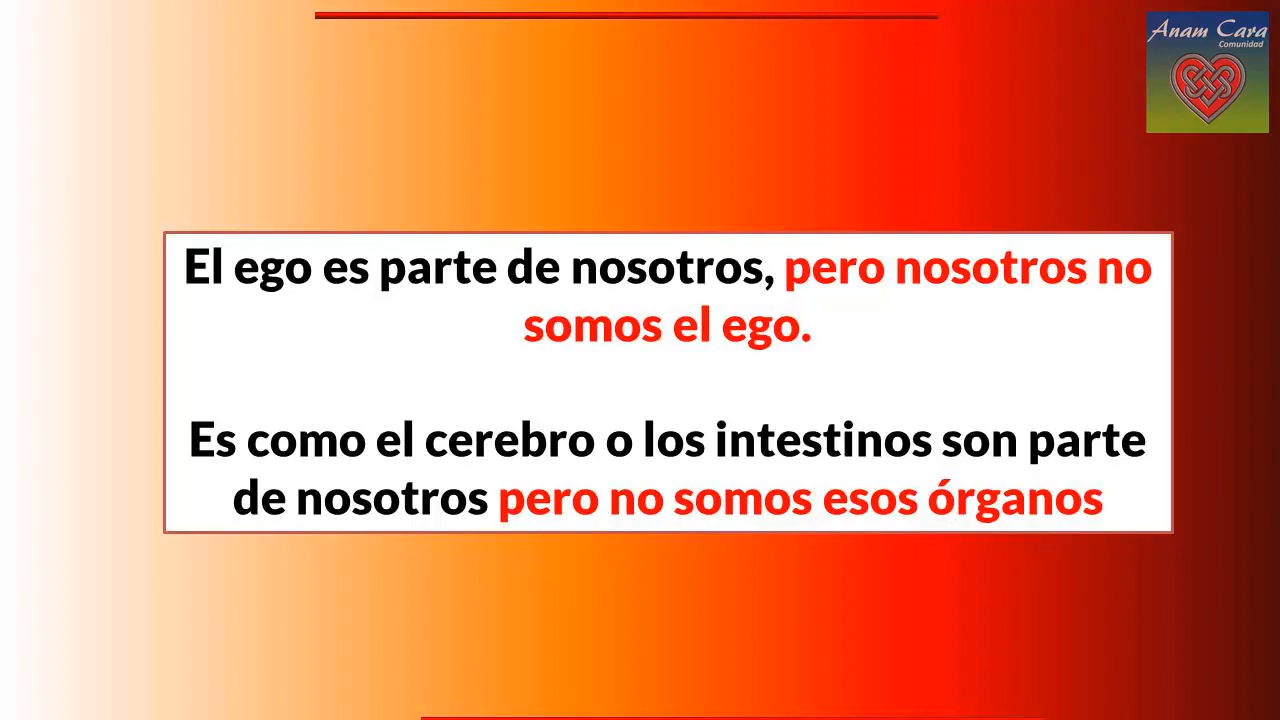 Anam Cara
Comunidad
El ego es parte de nosotros, pero nosotros no
somos el ego.
Es como el cerebro o los intestinos son parte
de nosotros pero no somos esos órganos